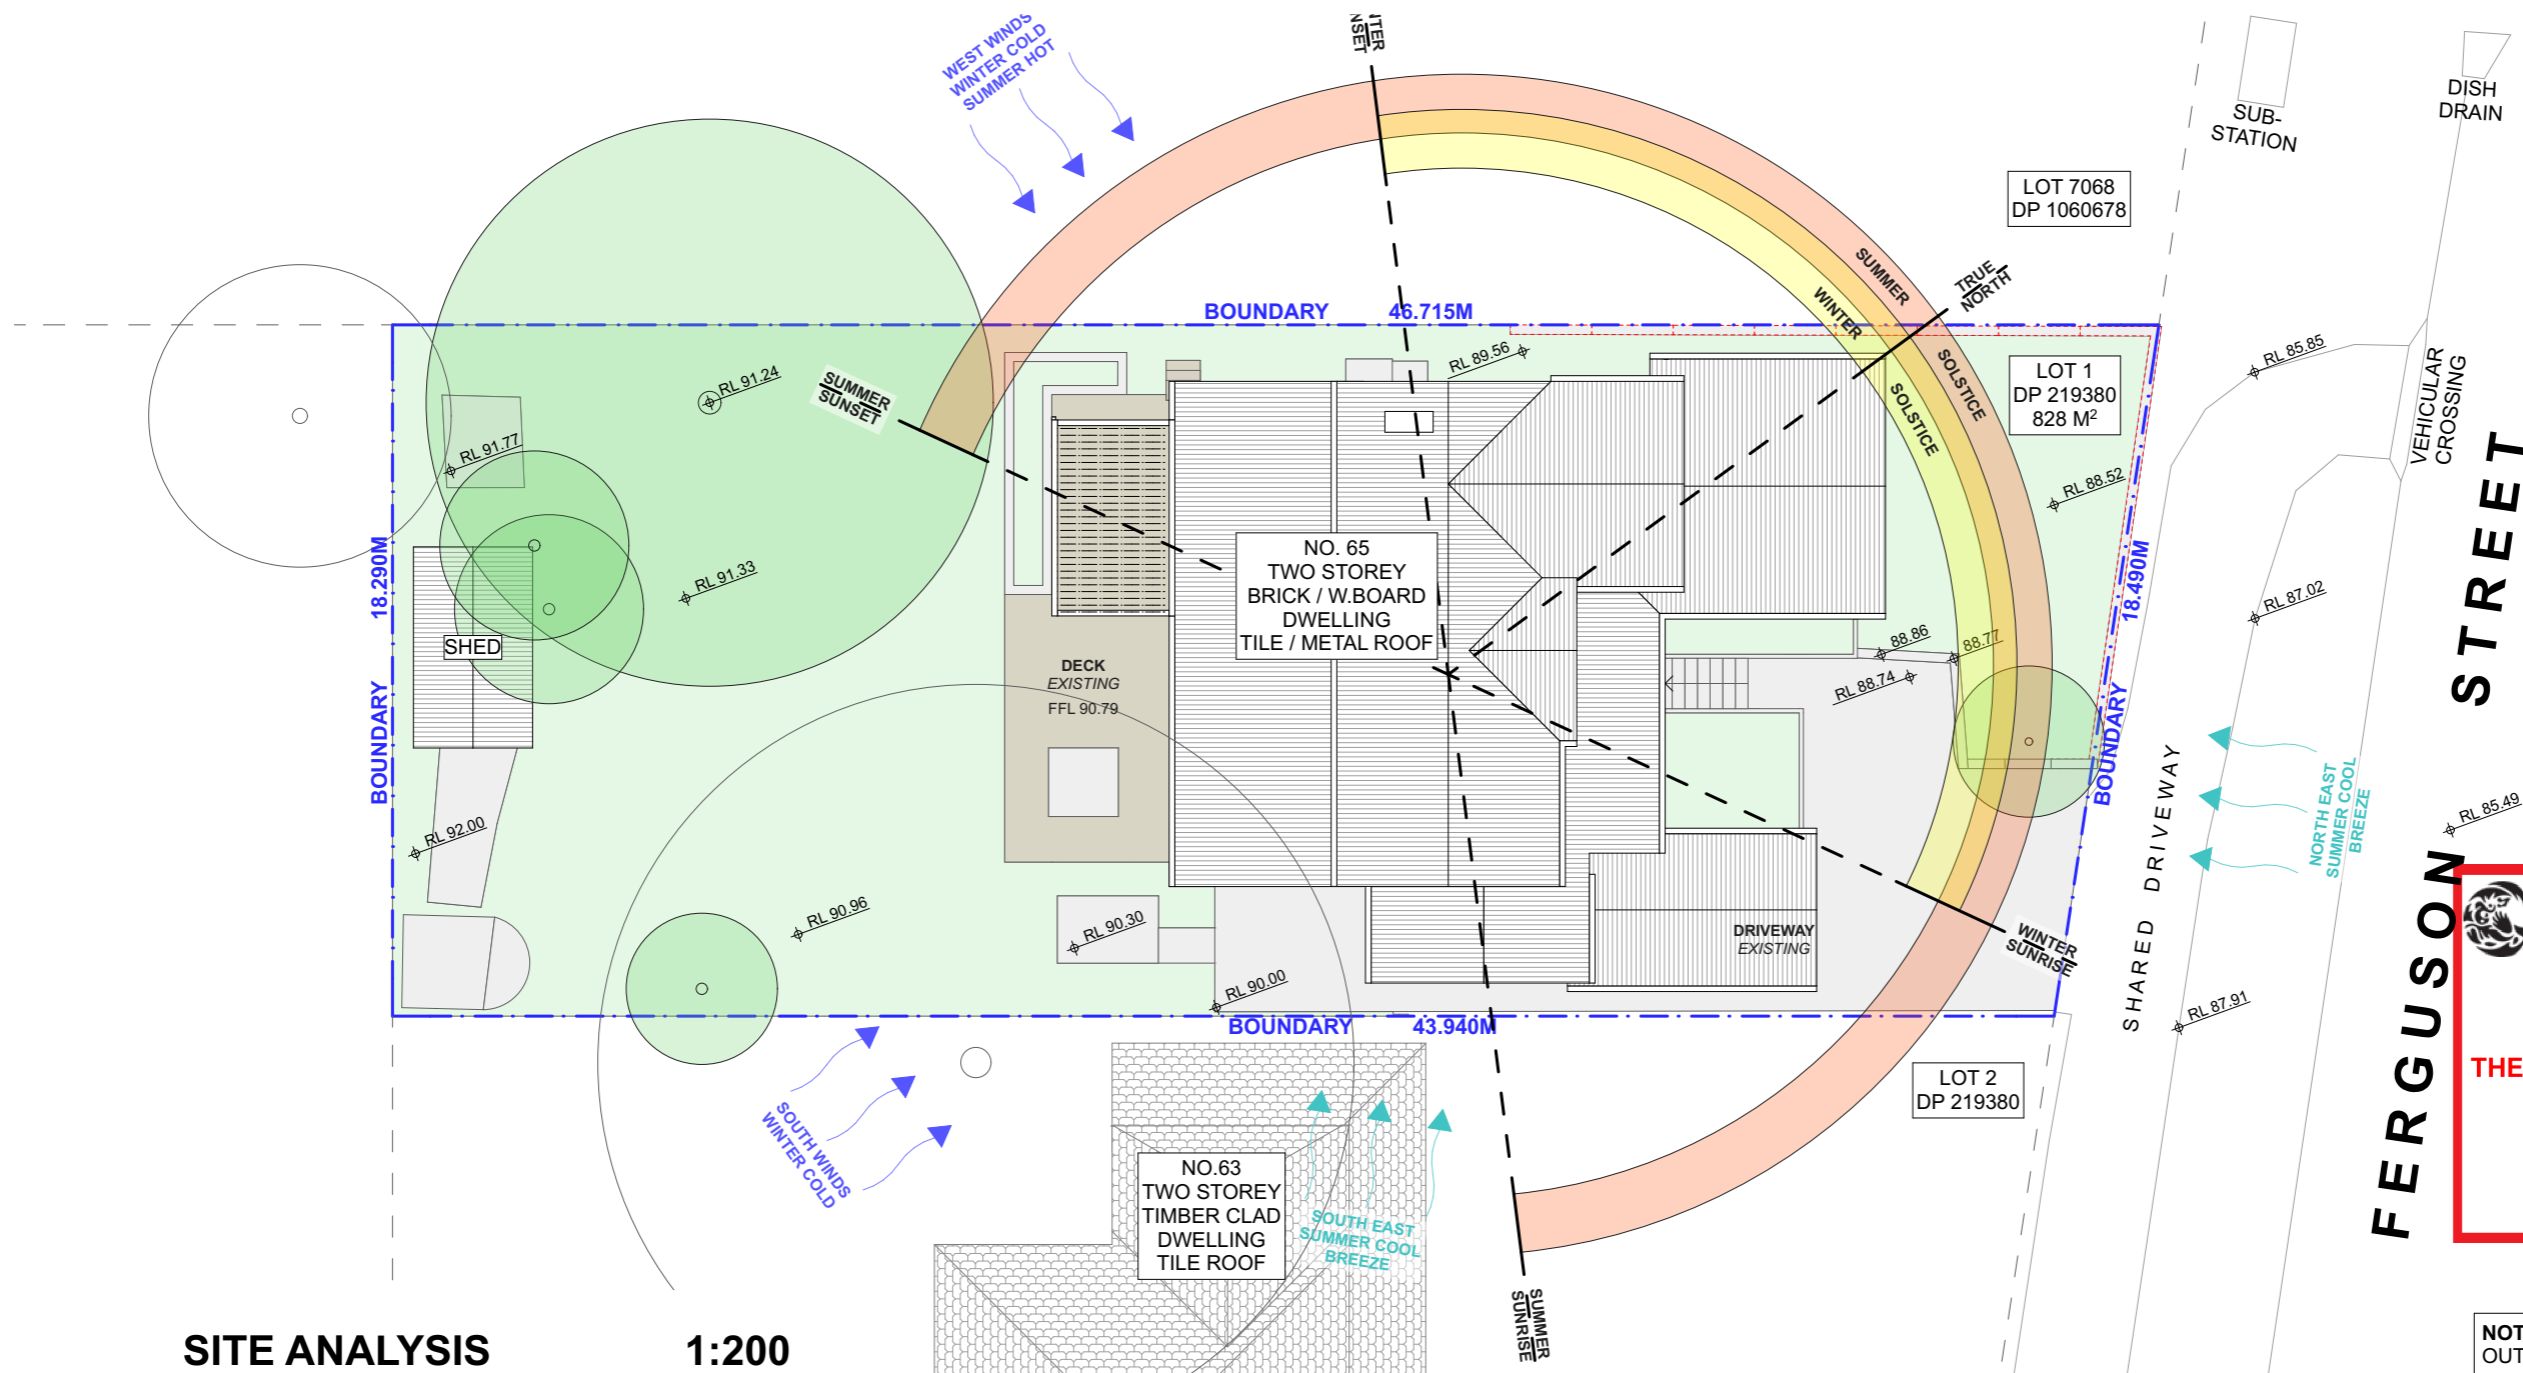 WEST WINDS
WINTER COLD
SUMMER HOT
SUB-
STATION
DISH
DRAIN
LOT 7068
DP 1060678
TRUE
NORTH
SUMMER
SOLSTICE
WINTER
SOLSTICE
BOUNDARY 46.715M
RL 89.56
RL 85.85
LOT 1
DP 219380
828 M²
VEHICULAR
CROSSING
RL 91.24
SUMMER
SUNSET
RL 91.77
RL 88.52
NO. 65
TWO STOREY
BRICK / W.BOARD
DWELLING
TILE / METAL ROOF
18.290M
BOUNDARY
RL 91.33
SHED
18.490M
BOUNDARY
RL 87.02
88.86
88.77
RL 88.74
DECK
EXISTING
FFL 90.79
FERGUSON STREET
SHARED DRIVEWAY
NORTH EAST
SUMMER COOL
BREEZE
RL 85.49
RL 92.00
RL 90.96
RL 90.30
DRIVEWAY
EXISTING
WINTER
SUNRISE
RL 90.00
RL 87.91
BOUNDARY 43.940M
LOT 2
DP 219380
THE
SOUTH WINDS
WINTER COLD
NO.63
TWO STOREY
TIMBER CLAD
DWELLING
TILE ROOF
SOUTH EAST
SUMMER COOL
BREEZE
SUMMER
SUNRISE
SITE ANALYSIS 1:200
NOT
OUT